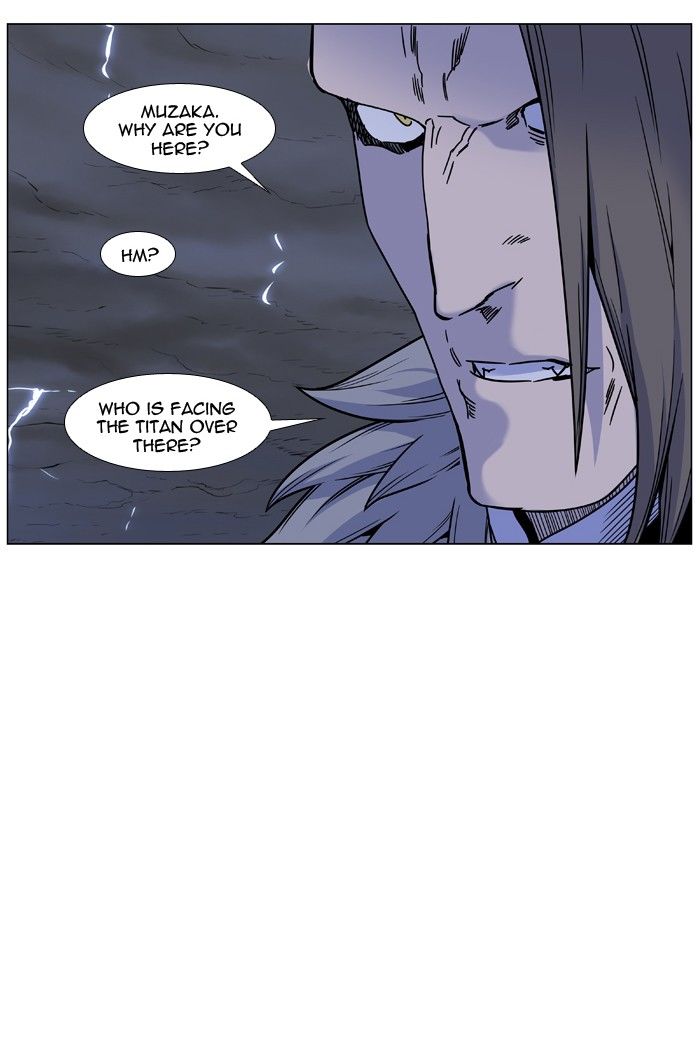 MUZAKA.
WHY ARE YOU
HERE?
HM?
WHO IS FACING
THE TITAN OVER
THERE?